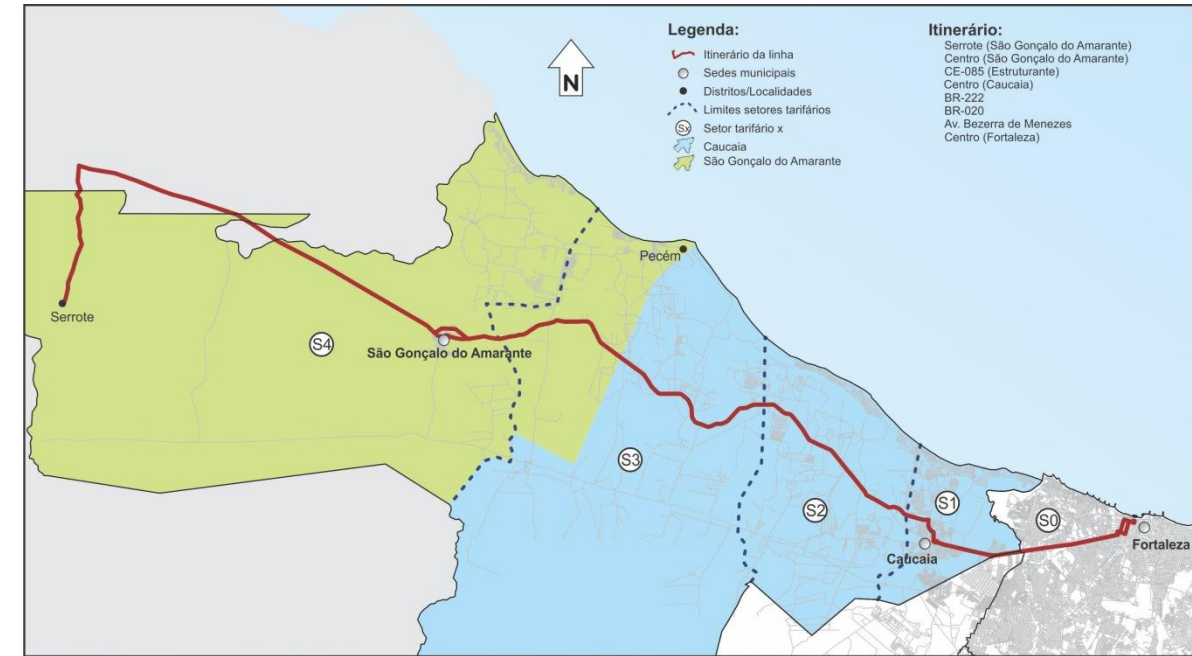 Legenda:
Itinerário da linha
Sedes municipais
Distritos/Localidades
Limites setores tarifários
Sx Setor tarifário x
Caucaia
São Gonçalo do Amarante
Itinerário:
Serrote (São Gonçalo do Amarante)
Centro (São Gonçalo do Amarante)
CE-085 (Estruturante)
Centro (Caucaia)
BR-222
BR-020
Av. Bezerra de Menezes
Centro (Fortaleza)
N
Pecém
Serrote
S4
São Gonçalo do Amarante
S3
S2
S1
S0
Caucaia
Fortaleza